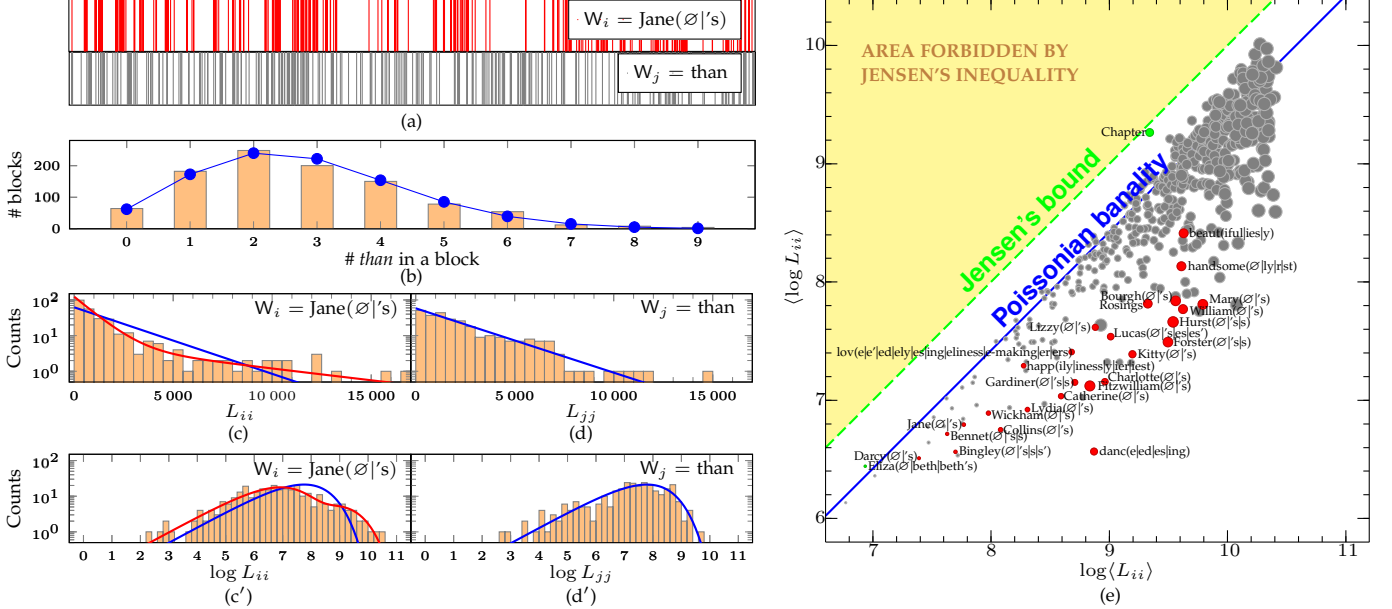 W_i = Jane(∅|'s)
W_j = than
(a)
# blocks
200
100
0
0 1 2 3 4 5 6 7 8 9
# than in a block
(b)
Counts
10^2
10^1
10^0
W_i = Jane(∅|'s)
W_j = than
5 000 10 000 15 000
5 000 10 000 15 000
L_ii
L_jj
(c)
(d)
Counts
10^2
10^1
10^0
W_i = Jane(∅|'s)
W_j = than
0 1 2 3 4 5 6 7 8 9 10 11
0 1 2 3 4 5 6 7 8 9 10 11
log L_ii
log L_jj
(c′)
(d′)
⟨log L_ii⟩
10
9
8
7
6
AREA FORBIDDEN BY
JENSEN'S INEQUALITY
Jensen's bound
Poissonian banality
Chapter
beaut(iful|ies|y)
handsome(∅|ly|r|st)
Bourgh(∅|'s)
Mary(∅|'s)
Rosings
William(∅|'s)
Hurst(∅|'s|s)
Lizzy(∅|'s)
Lucas(∅|'s|es|es')
Forster(∅|'s|s)
lov(e|e'|ed|ely|es|ing|eliness|e-making|er|ers)
Kitty(∅|'s)
happ(ily|iness|y|ier|iest)
Gardiner(∅|'s|s)
Charlotte(∅|'s)
Fitzwilliam(∅|'s)
Catherine(∅|'s)
Lydia(∅|'s)
Wickham(∅|'s)
Jane(∅|'s)
Collins(∅|'s)
Bennet(∅|'s|s)
Bingley(∅|'s|s|s')
danc(e|ed|es|ing)
Darcy(∅|'s)
Eliza(∅|beth|beth's)
7 8 9 10 11
log⟨L_ii⟩
(e)